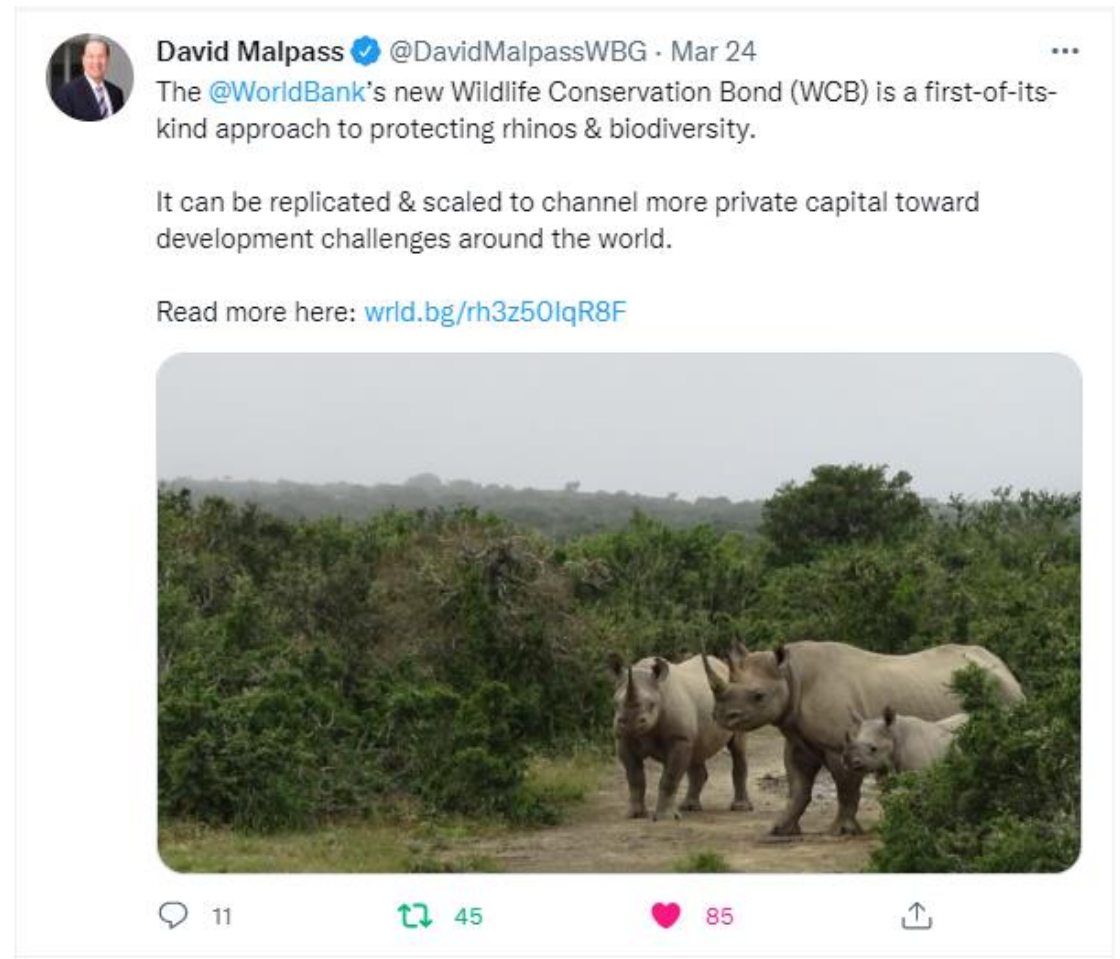 David Malpass @DavidMalpassWBG · Mar 24
The @WorldBank's new Wildlife Conservation Bond (WCB) is a first-of-its-
kind approach to protecting rhinos & biodiversity.
It can be replicated & scaled to channel more private capital toward
development challenges around the world.
Read more here: wrld.bg/rh3z50IqR8F
11 45 85